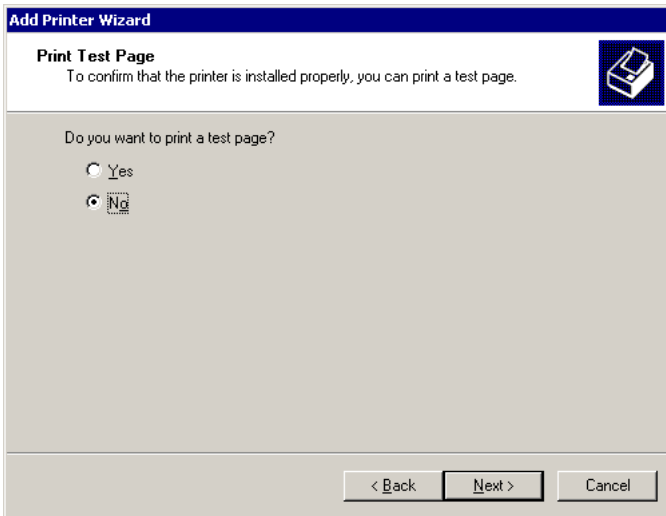 Add Printer Wizard
Print Test Page
To confirm that the printer is installed properly, you can print a test page.
Do you want to print a test page?
Yes
No
< Back Next > Cancel